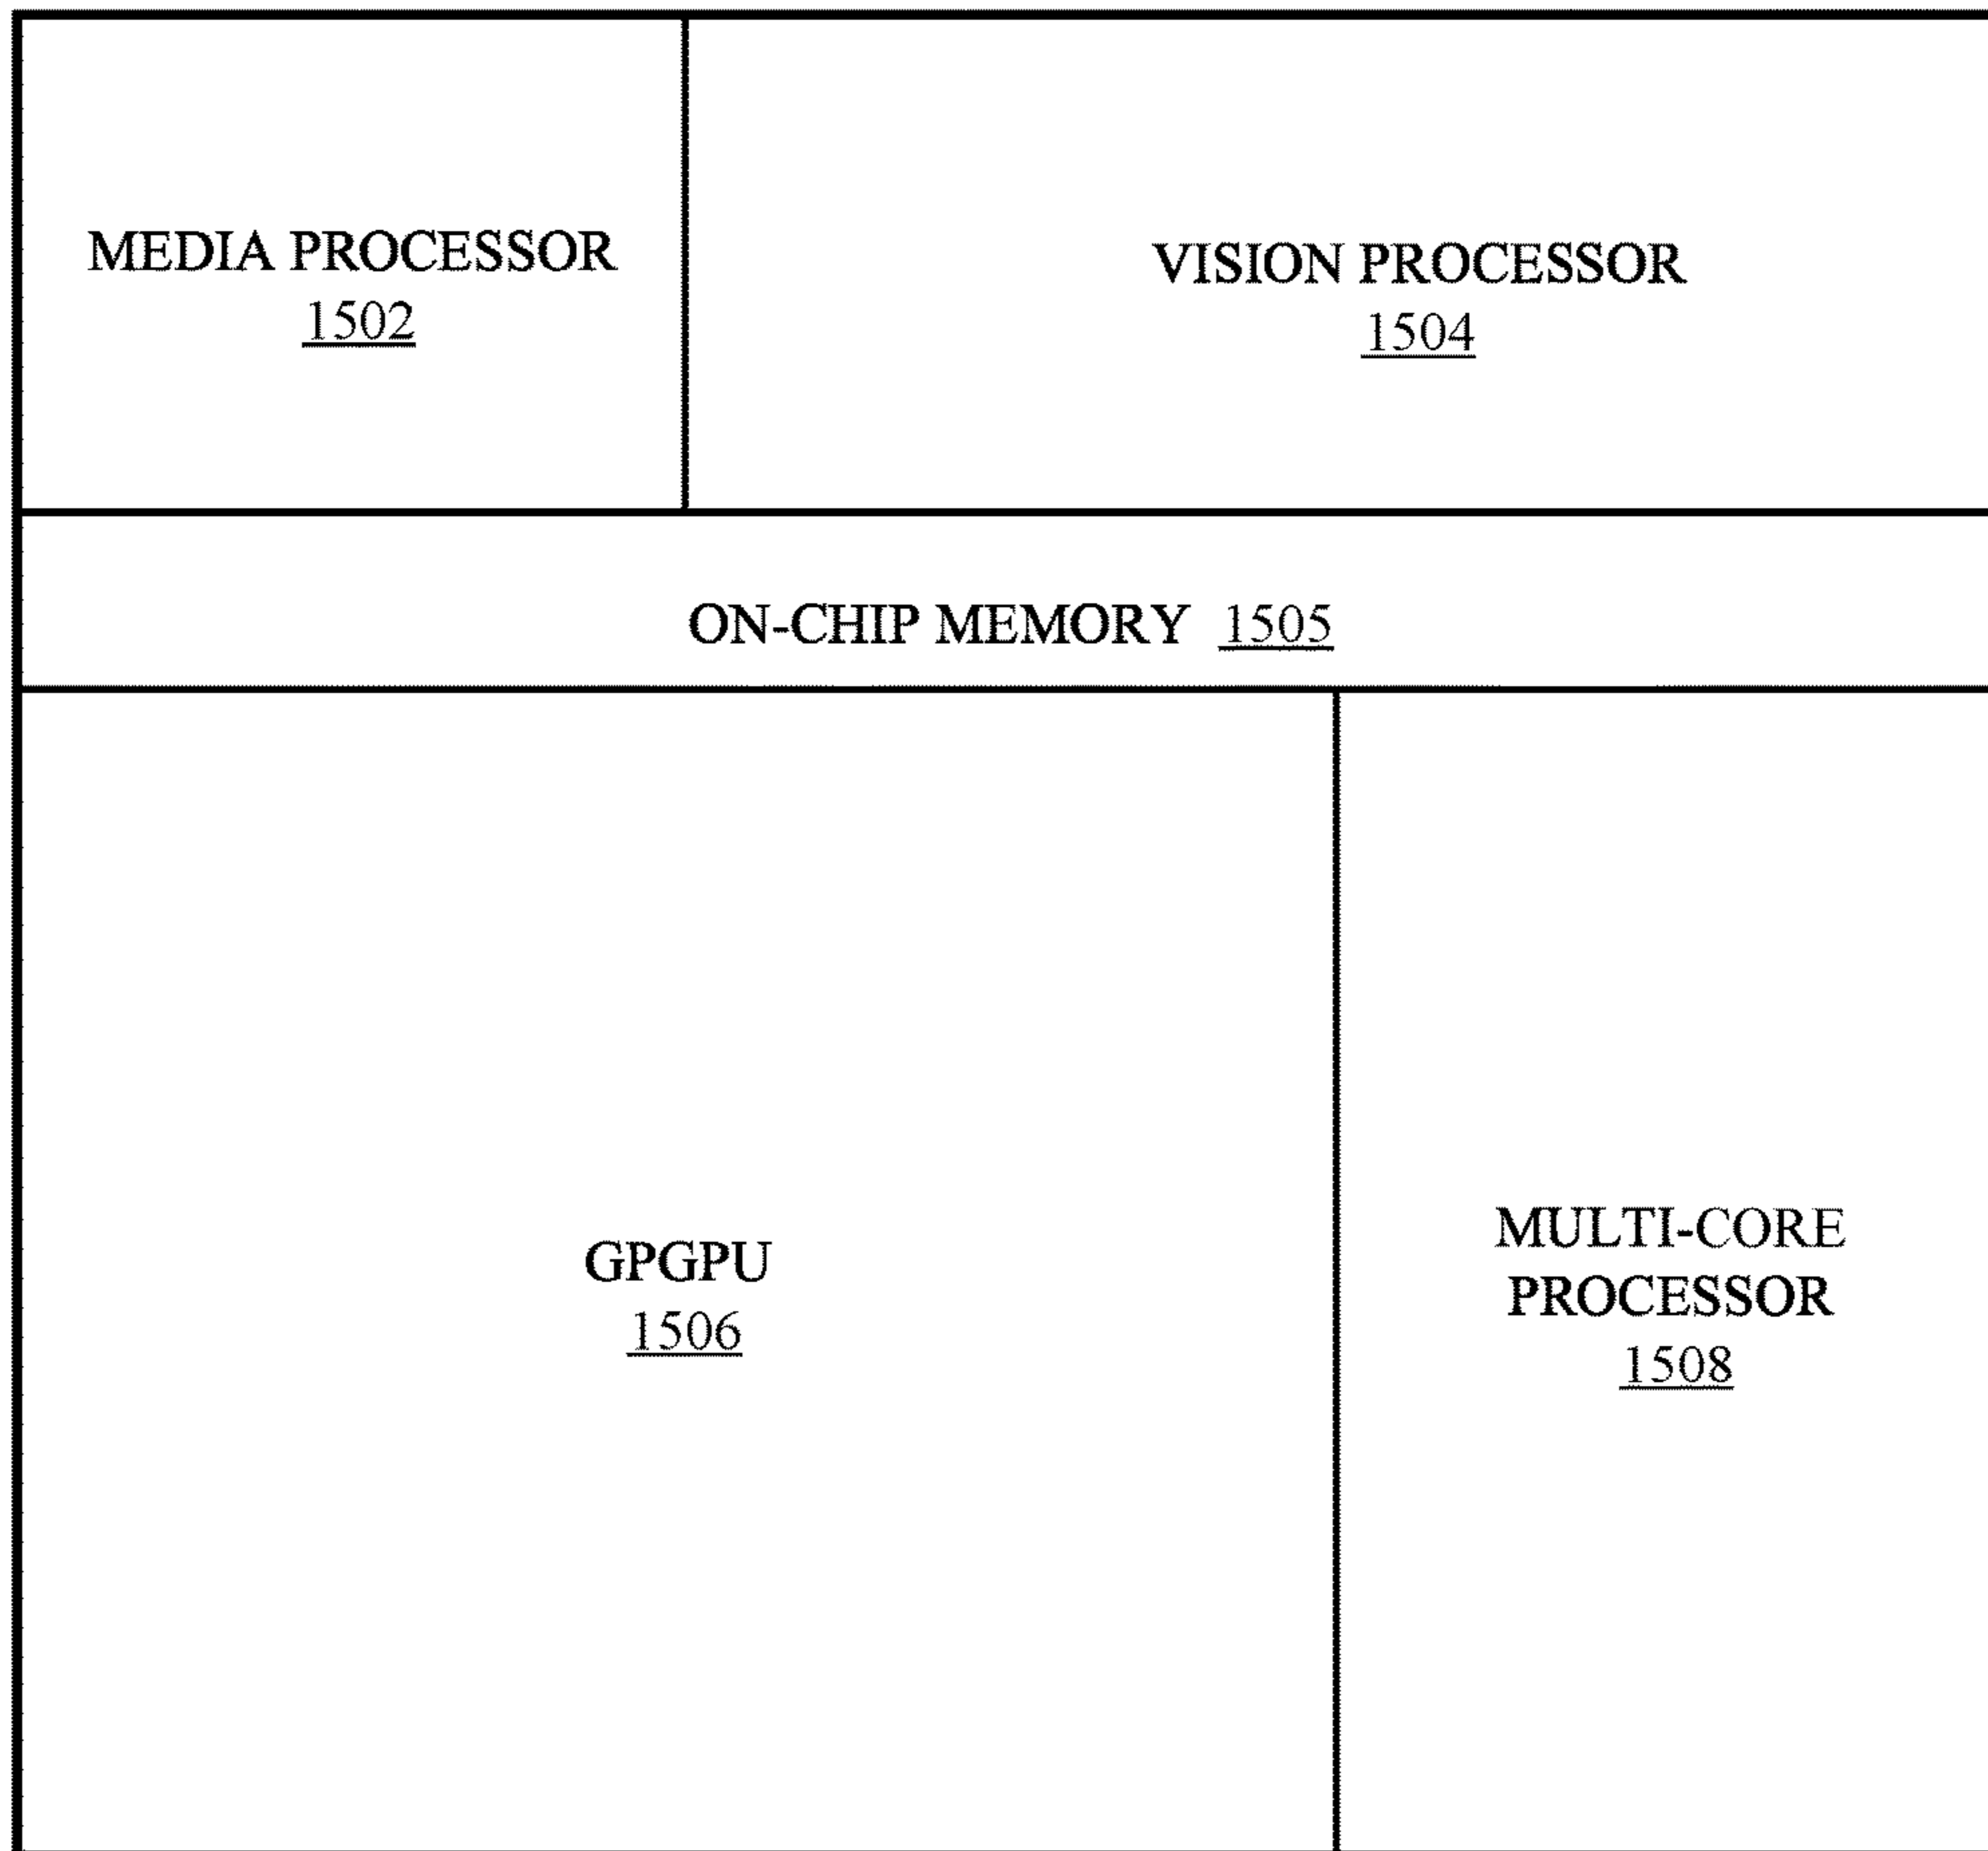 MEDIA PROCESSOR
1502
VISION PROCESSOR
1504
ON-CHIP MEMORY 1505
GPGPU
1506
MULTI-CORE
PROCESSOR
1508